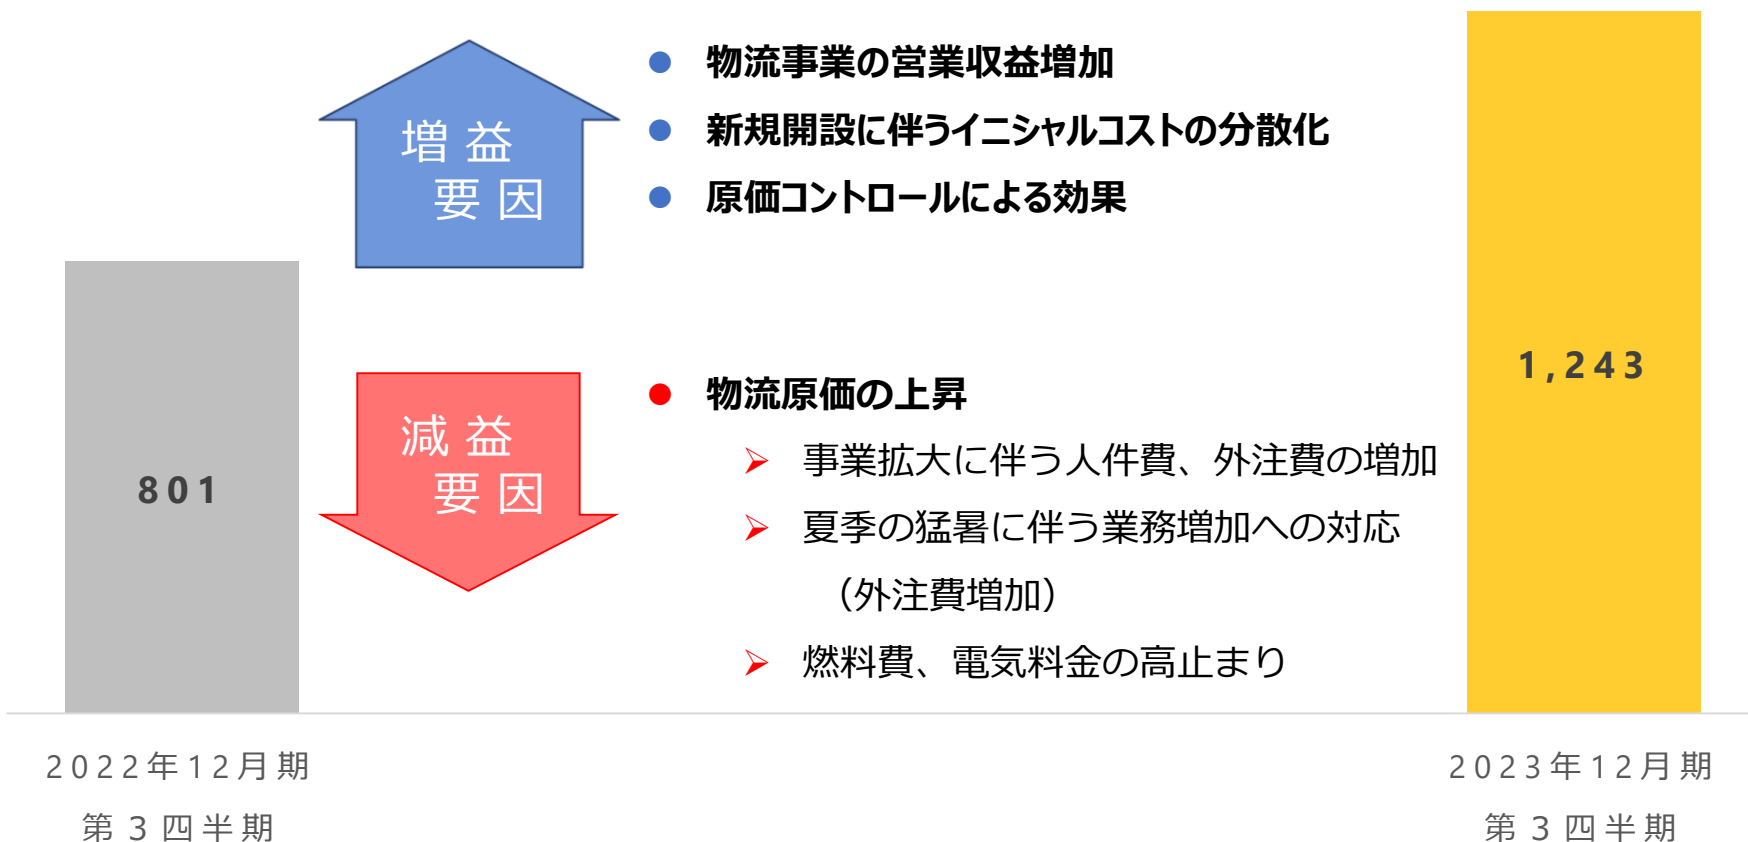 増益
要因
物流事業の営業収益増加
新規開設に伴うイニシャルコストの分散化
原価コントロールによる効果
801
減益
要因
物流原価の上昇
事業拡大に伴う人件費、外注費の増加
夏季の猛暑に伴う業務増加への対応
（外注費増加）
燃料費、電気料金の高止まり
1,243
2022年12月期
第3四半期
2023年12月期
第3四半期